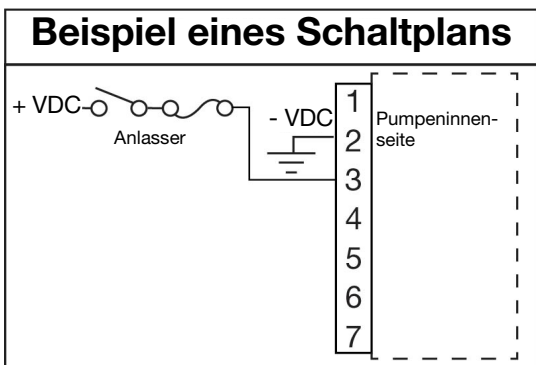 Beispiel eines Schaltplans
+ VDC
Anlasser
- VDC
1
2
3
4
5
6
7
Pumpeninnen-
seite